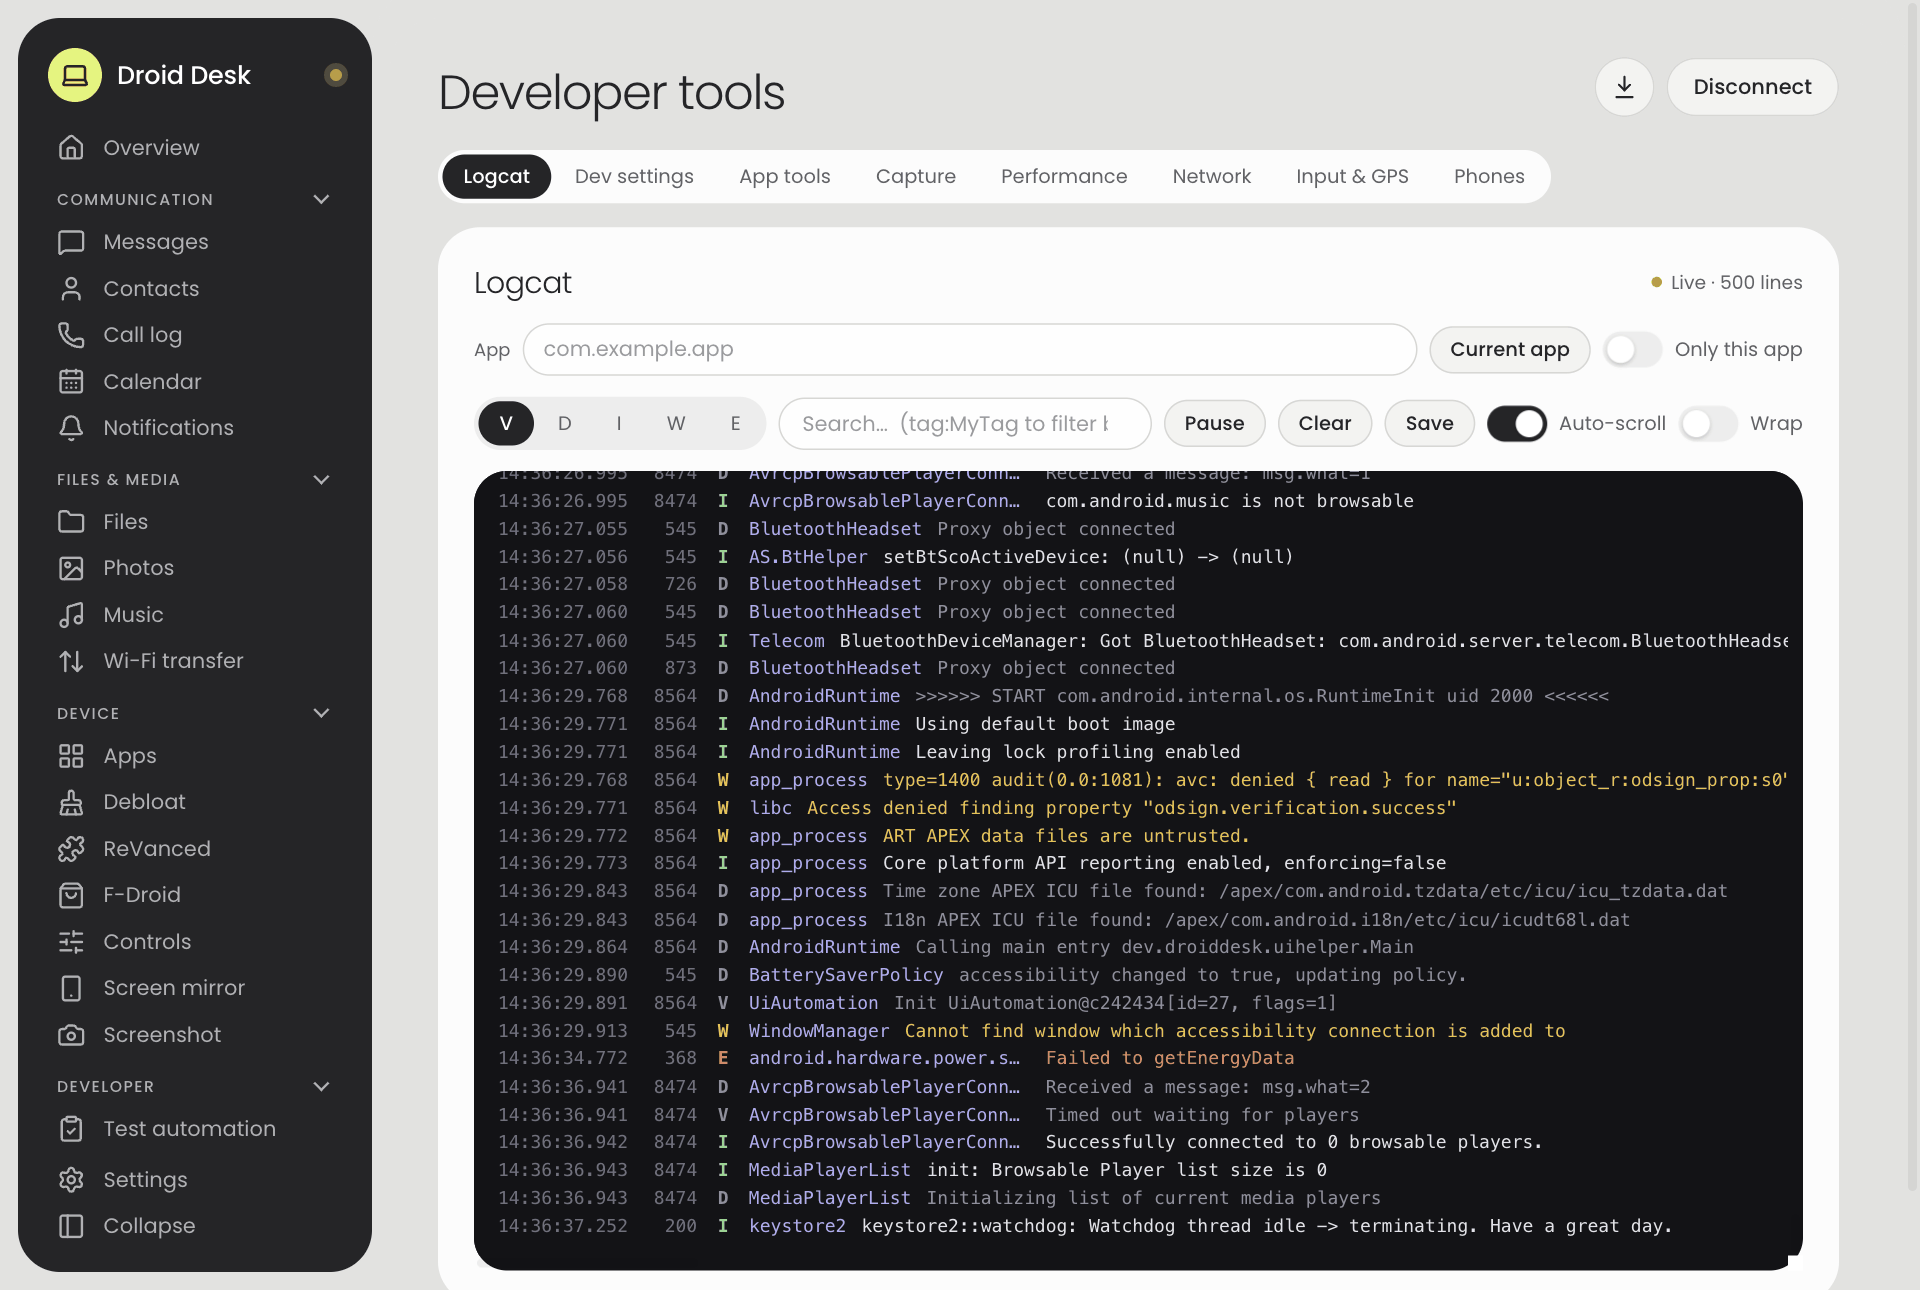 Droid Desk
Overview
COMMUNICATION
Messages
Contacts
Call log
Calendar
Notifications
FILES & MEDIA
Files
Photos
Music
Wi-Fi transfer
DEVICE
Apps
Debloat
ReVanced
F-Droid
Controls
Screen mirror
Screenshot
DEVELOPER
Test automation
Settings
Collapse
Developer tools
Disconnect
Logcat Dev settings App tools Capture Performance Network Input & GPS Phones
Logcat
Live · 500 lines
App com.example.app Current app Only this app
V D I W E Search... (tag:MyTag to filter Pause Clear Save Auto-scroll Wrap
14:36:26.995 8474 D AvrcpBrowsablePlayerConn… Received a message: msg.what=1
14:36:26.995 8474 I AvrcpBrowsablePlayerConn… com.android.music is not browsable
14:36:27.055 545 D BluetoothHeadset Proxy object connected
14:36:27.056 545 I AS.BtHelper setBtScoActiveDevice: (null) -> (null)
14:36:27.058 726 D BluetoothHeadset Proxy object connected
14:36:27.060 545 D BluetoothHeadset Proxy object connected
14:36:27.060 545 I Telecom BluetoothDeviceManager: Got BluetoothHeadset: com.android.server.telecom.BluetoothHeadse
14:36:27.060 873 D BluetoothHeadset Proxy object connected
14:36:29.768 8564 D AndroidRuntime >>>>>> START com.android.internal.os.RuntimeInit uid 2000 <<<<<<
14:36:29.771 8564 I AndroidRuntime Using default boot image
14:36:29.771 8564 I AndroidRuntime Leaving lock profiling enabled
14:36:29.768 8564 W app_process type=1400 audit(0.0:1081): avc: denied { read } for name="u:object_r:odsign_prop:s0"
14:36:29.771 8564 W libc Access denied finding property "odsign.verification.success"
14:36:29.772 8564 W app_process ART APEX data files are untrusted.
14:36:29.773 8564 I app_process Core platform API reporting enabled, enforcing=false
14:36:29.843 8564 D app_process Time zone APEX ICU file found: /apex/com.android.tzdata/etc/icu/icu_tzdata.dat
14:36:29.843 8564 D app_process I18n APEX ICU file found: /apex/com.android.i18n/etc/icu/icudt68l.dat
14:36:29.864 8564 D AndroidRuntime Calling main entry dev.droiddesk.uihelper.Main
14:36:29.890 545 D BatterySaverPolicy accessibility changed to true, updating policy.
14:36:29.891 8564 V UiAutomation Init UiAutomation@c242434[id=27, flags=1]
14:36:29.913 545 W WindowManager Cannot find window which accessibility connection is added to
14:36:34.772 368 E android.hardware.power.s… Failed to getEnergyData
14:36:36.941 8474 D AvrcpBrowsablePlayerConn… Received a message: msg.what=2
14:36:36.941 8474 V AvrcpBrowsablePlayerConn… Timed out waiting for players
14:36:36.942 8474 I AvrcpBrowsablePlayerConn… Successfully connected to 0 browsable players.
14:36:36.943 8474 I MediaPlayerList init: Browsable Player list size is 0
14:36:36.943 8474 D MediaPlayerList Initializing list of current media players
14:36:37.252 200 I keystore2 keystore2::watchdog: Watchdog thread idle -> terminating. Have a great day.